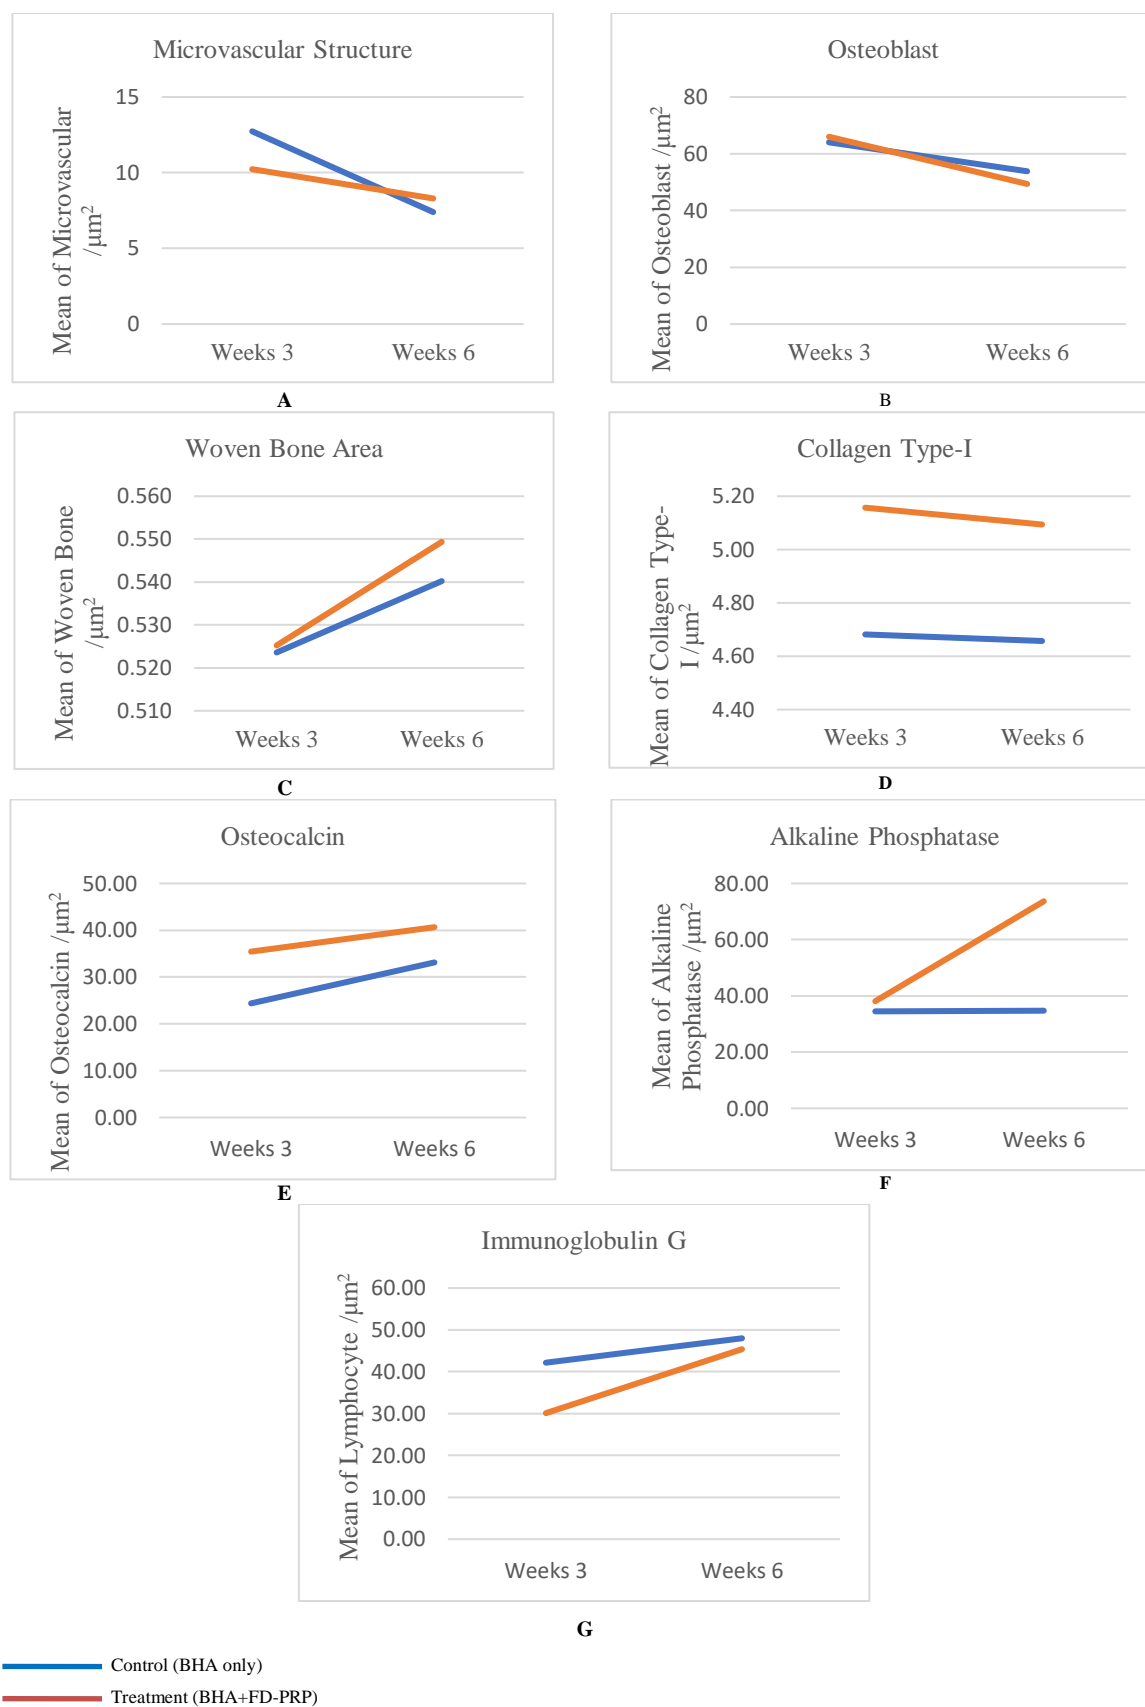 Microvascular Structure
Mean of Microvascular
/μm²
15
10
5
0
Weeks 3 Weeks 6
A
Osteoblast
Mean of Osteoblast /μm²
80
60
40
20
0
Weeks 3 Weeks 6
B
Woven Bone Area
Mean of Woven Bone
/μm²
0.560
0.550
0.540
0.530
0.520
0.510
Weeks 3 Weeks 6
C
Collagen Type-I
Mean of Collagen Type-
I /μm²
5.20
5.00
4.80
4.60
4.40
Weeks 3 Weeks 6
D
Osteocalcin
Mean of Osteocalcin /μm²
50.00
40.00
30.00
20.00
10.00
0.00
Weeks 3 Weeks 6
E
Alkaline Phosphatase
Mean of Alkaline
Phosphatase /μm²
80.00
60.00
40.00
20.00
0.00
Weeks 3 Weeks 6
F
Immunoglobulin G
Mean of Lymphocyte /μm²
60.00
50.00
40.00
30.00
20.00
10.00
0.00
Weeks 3 Weeks 6
G
Control (BHA only)
Treatment (BHA+FD-PRP)